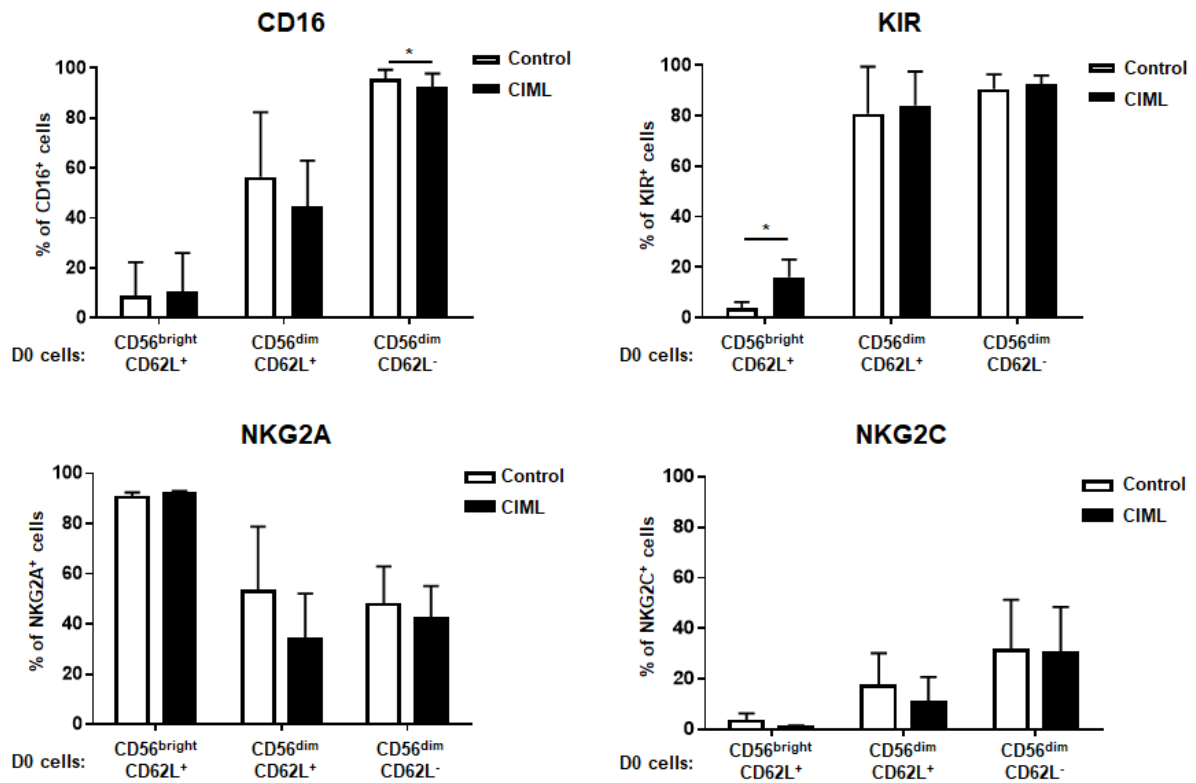 CD16
Control
CIML
% of CD16⁺ cells
100
80
60
40
20
0
*
D0 cells:
CD56ᵇʳⁱᵍʰᵗ CD56ᵈⁱᵐ CD56ᵈⁱᵐ
CD62L⁺ CD62L⁺ CD62L⁻
KIR
Control
CIML
% of KIR⁺ cells
100
80
60
40
20
0
*
D0 cells:
CD56ᵇʳⁱᵍʰᵗ CD56ᵈⁱᵐ CD56ᵈⁱᵐ
CD62L⁺ CD62L⁺ CD62L⁻
NKG2A
Control
CIML
% of NKG2A⁺ cells
100
80
60
40
20
0
D0 cells:
CD56ᵇʳⁱᵍʰᵗ CD56ᵈⁱᵐ CD56ᵈⁱᵐ
CD62L⁺ CD62L⁺ CD62L⁻
NKG2C
Control
CIML
% of NKG2C⁺ cells
100
80
60
40
20
0
D0 cells:
CD56ᵇʳⁱᵍʰᵗ CD56ᵈⁱᵐ CD56ᵈⁱᵐ
CD62L⁺ CD62L⁺ CD62L⁻